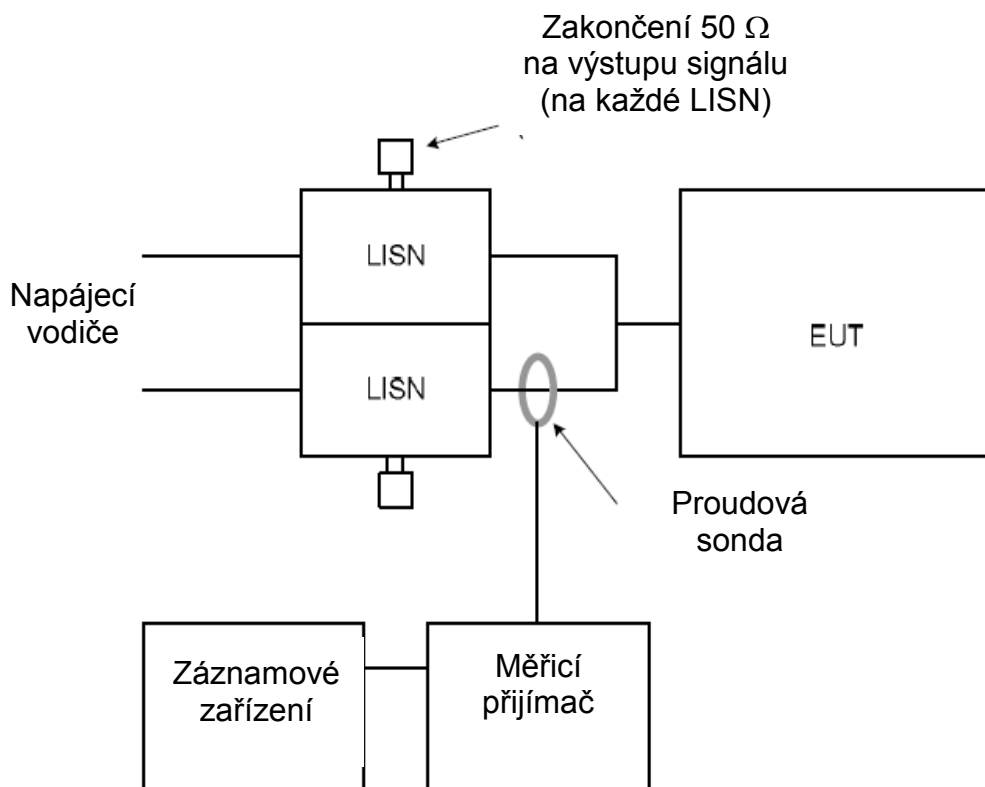 Zakončení 50 Ω
na výstupu signálu
(na každé LISN)
LISN
Napájecí
vodiče
EUT
LISN
Proudová
sonda
Záznamové
zařízení
Měřicí
přijímač